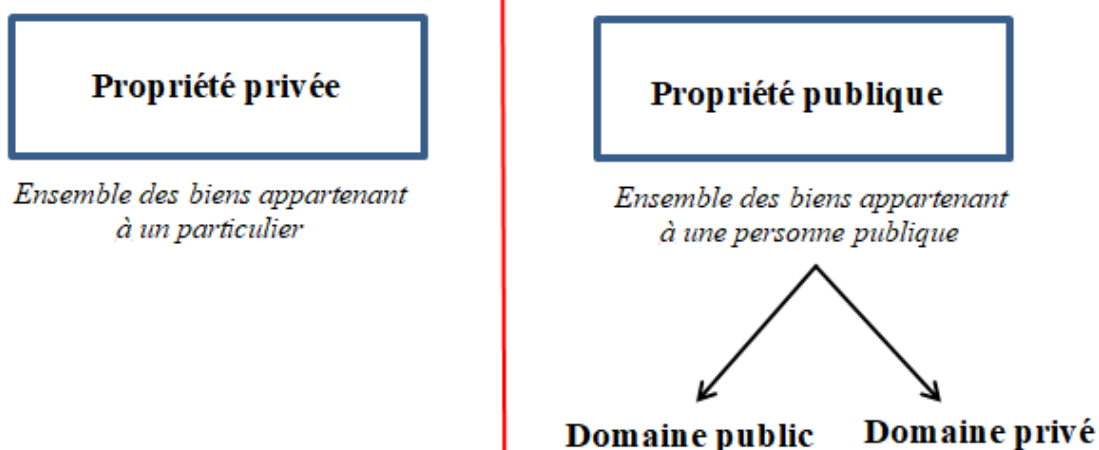 Propriété privée
Ensemble des biens appartenant
à un particulier
Propriété publique
Ensemble des biens appartenant
à une personne publique
Domaine public
Domaine privé